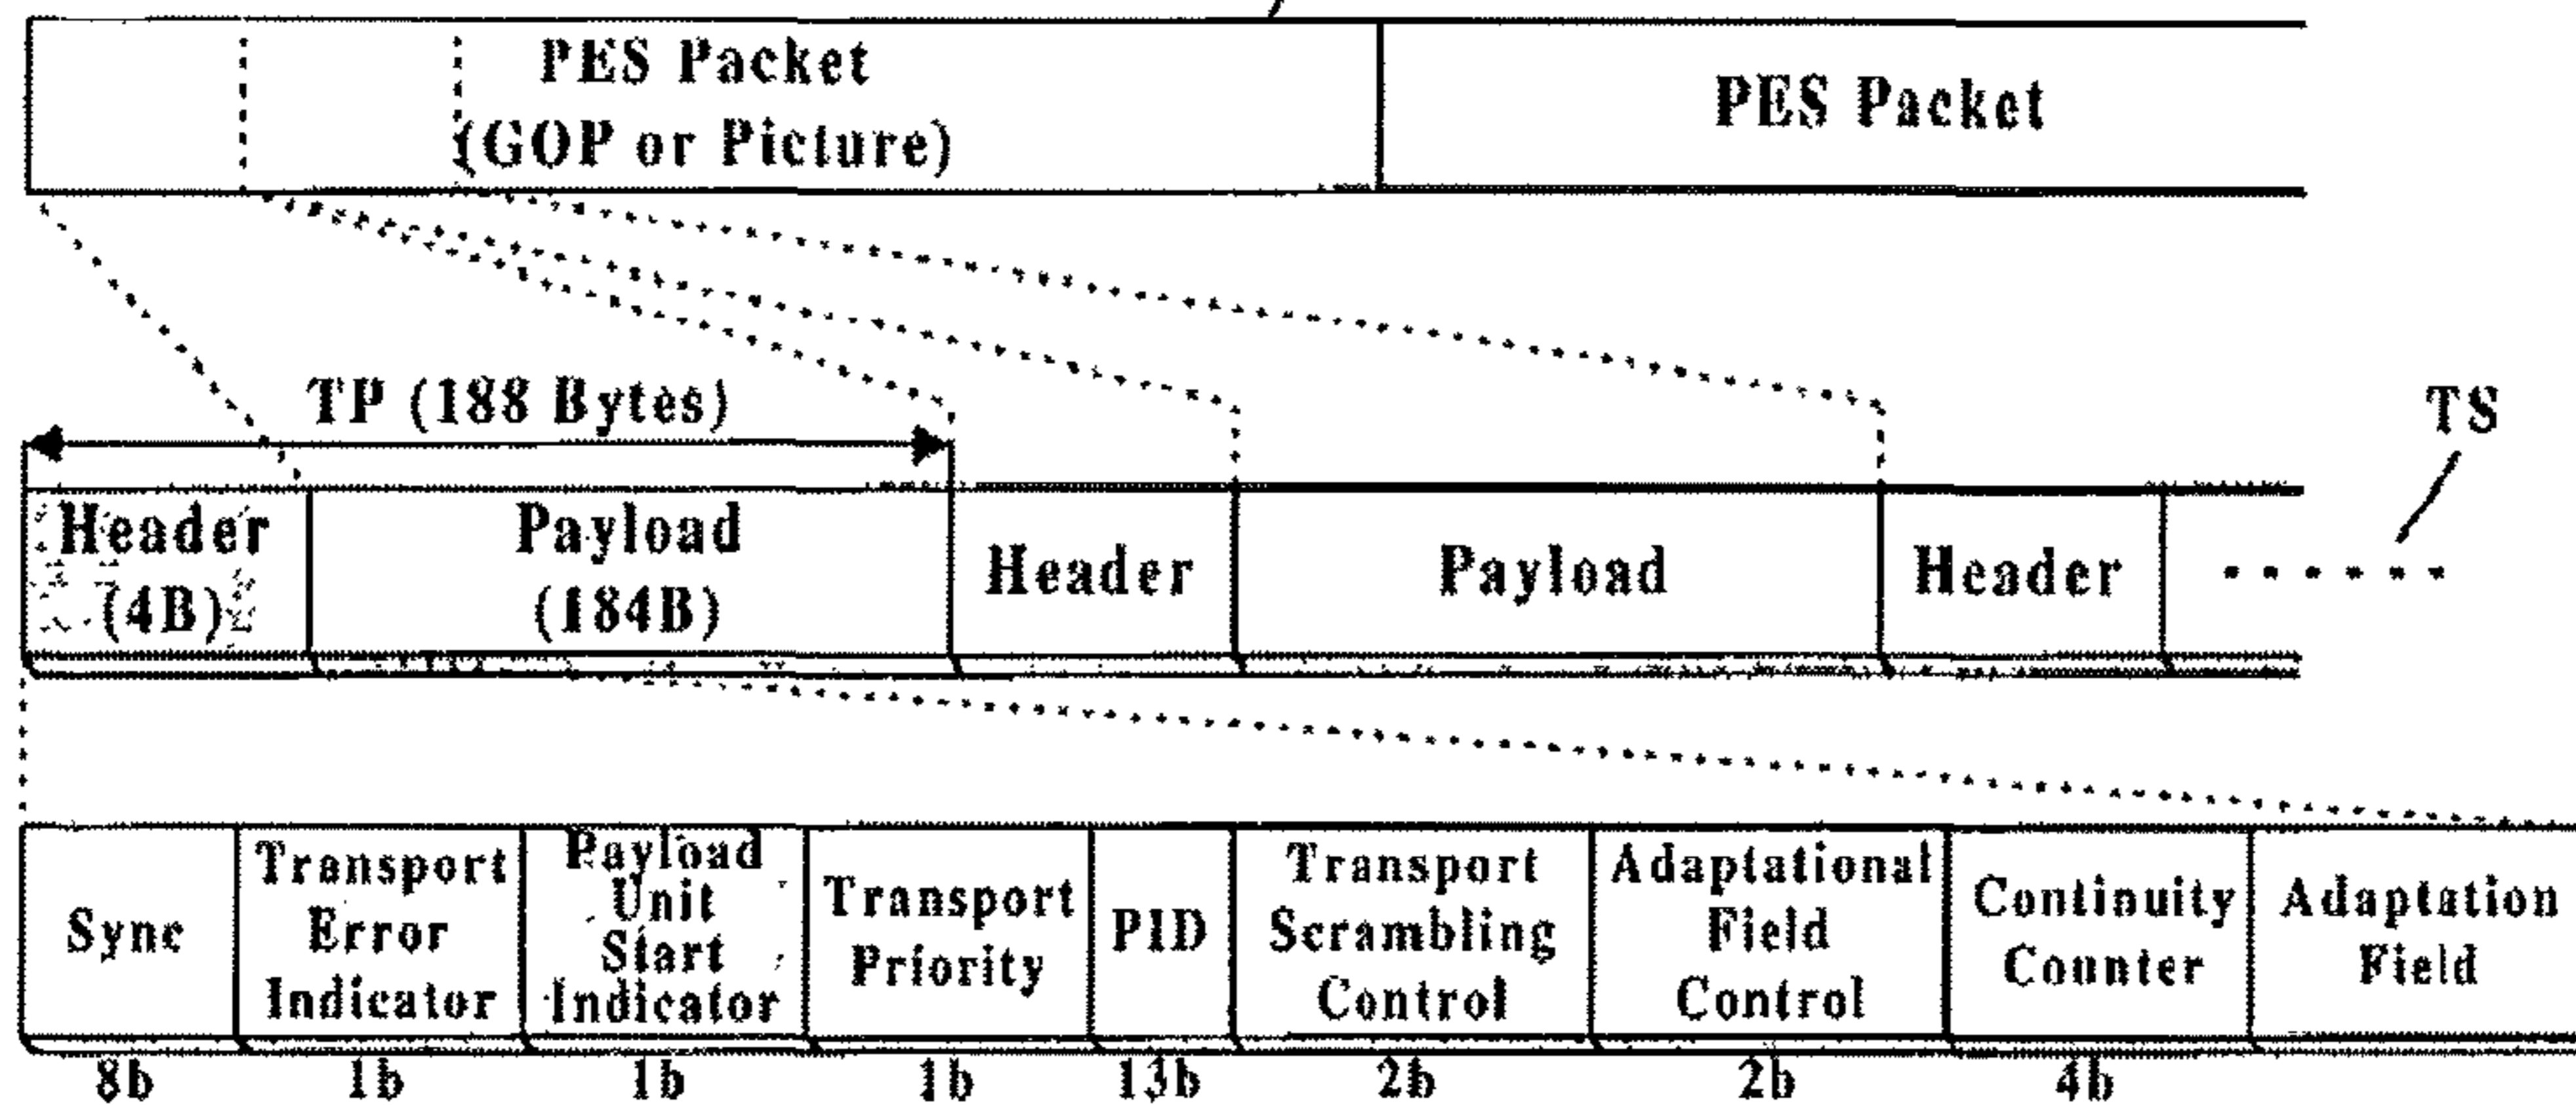 PES Packet
(GOP or Picture)
PES Packet
TP (188 Bytes)
TS
Header
(4B)
Payload
(184B)
Header
Payload
Header
......
Sync
Transport
Error
Indicator
Payload
Unit
Start
Indicator
Transport
Priority
PID
Transport
Scrambling
Control
Adaptational
Field
Control
Continuity
Counter
Adaptation
Field
8b
1b
1b
1b
13b
2b
2b
4b